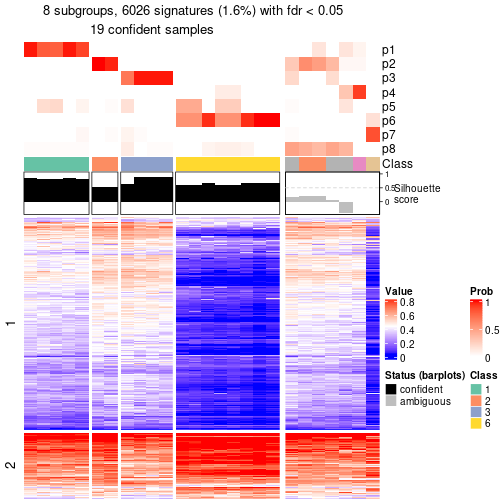 8 subgroups, 6026 signatures (1.6%) with fdr < 0.05
19 confident samples
p1
p2
p3
p4
p5
p6
p7
p8
Class
1
0.5
0
Silhouette
score
1
2
Value
0.8
0.6
0.4
0.2
0
Prob
1
0.5
0
Status (barplots)
confident
ambiguous
Class
1
2
3
6